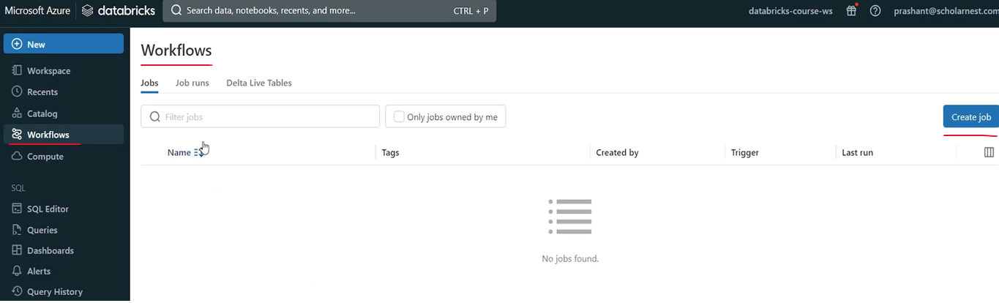 Microsoft Azure databricks Search data, notebooks, recents, and more... CTRL + P databricks-course-ws prashant@scholarnest.com
New
Workspace
Recents
Catalog
Workflows
Compute
SQL
SQL Editor
Queries
Dashboards
Alerts
Query History
Workflows
Jobs Job runs Delta Live Tables
Filter jobs Only jobs owned by me Create job
Name Tags Created by Trigger Last run
No jobs found.